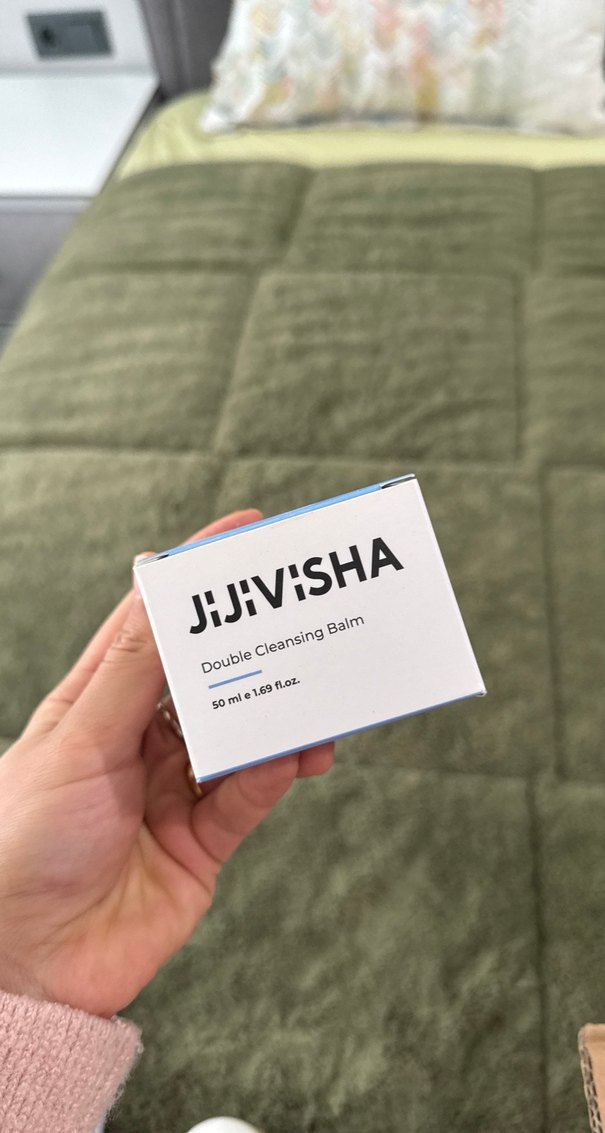 JIJIVISHA
Double Cleansing Balm
50 ml e 1.69 fl.oz.